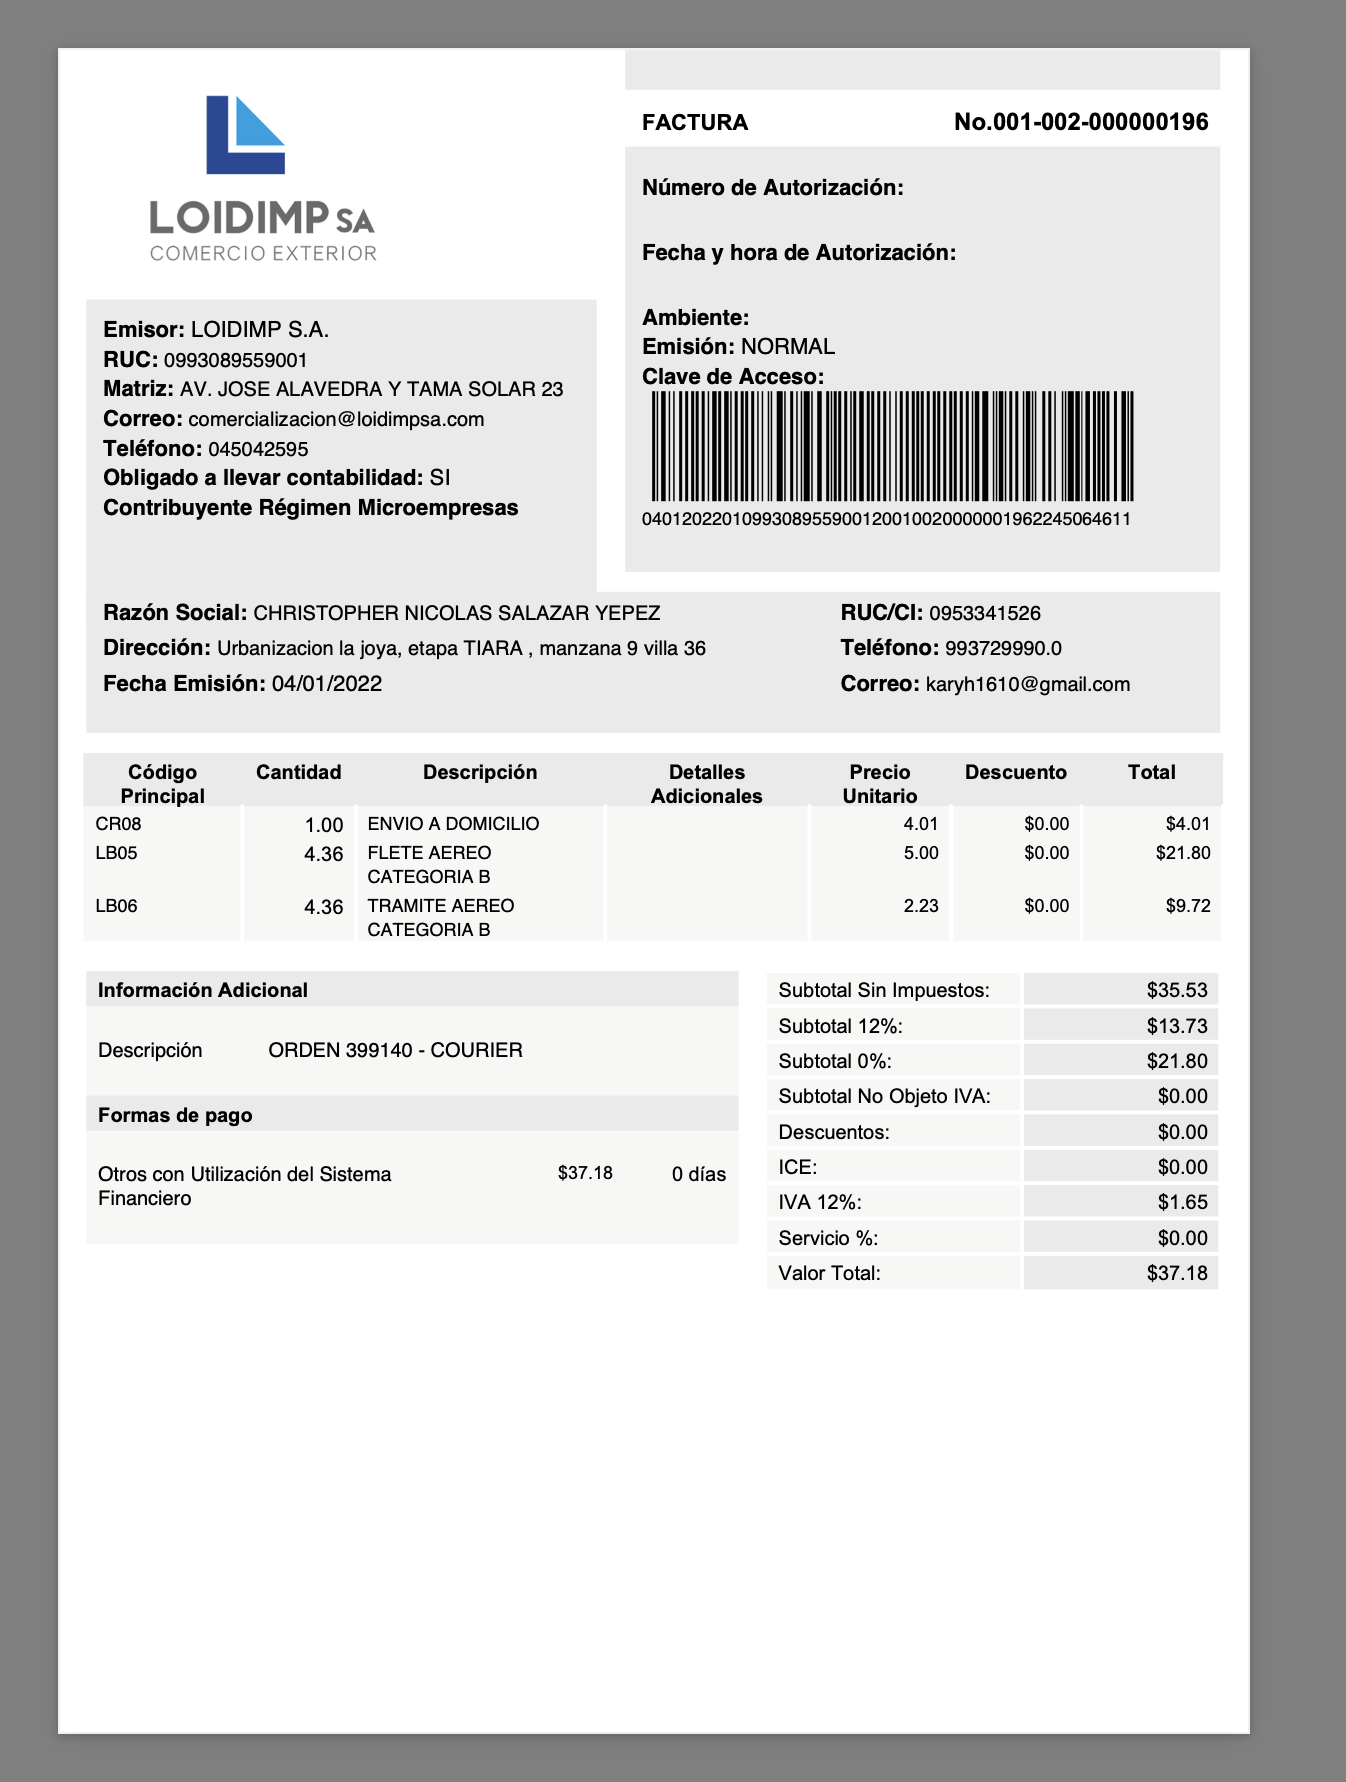 LOIDIMP SA
COMERCIO EXTERIOR
FACTURA No.001-002-000000196
Número de Autorización:
Fecha y hora de Autorización:
Ambiente:
Emisión: NORMAL
Clave de Acceso:
0401202201099308955900120010020000001962245064611
Emisor: LOIDIMP S.A.
RUC: 0993089559001
Matriz: AV. JOSE ALAVEDRA Y TAMA SOLAR 23
Correo: comercializacion@loidimpsa.com
Teléfono: 045042595
Obligado a llevar contabilidad: SI
Contribuyente Régimen Microempresas
Razón Social: CHRISTOPHER NICOLAS SALAZAR YEPEZ RUC/CI: 0953341526
Dirección: Urbanizacion la joya, etapa TIARA , manzana 9 villa 36 Teléfono: 993729990.0
Fecha Emisión: 04/01/2022 Correo: karyh1610@gmail.com
Código Cantidad Descripción Detalles Precio Descuento Total
Principal Adicionales Unitario
CR08 1.00 ENVIO A DOMICILIO 4.01 $0.00 $4.01
LB05 4.36 FLETE AEREO 5.00 $0.00 $21.80
CATEGORIA B
LB06 4.36 TRAMITE AEREO 2.23 $0.00 $9.72
CATEGORIA B
Información Adicional
Descripción ORDEN 399140 - COURIER
Formas de pago
Otros con Utilización del Sistema $37.18 0 días
Financiero
Subtotal Sin Impuestos: $35.53
Subtotal 12%: $13.73
Subtotal 0%: $21.80
Subtotal No Objeto IVA: $0.00
Descuentos: $0.00
ICE: $0.00
IVA 12%: $1.65
Servicio %: $0.00
Valor Total: $37.18